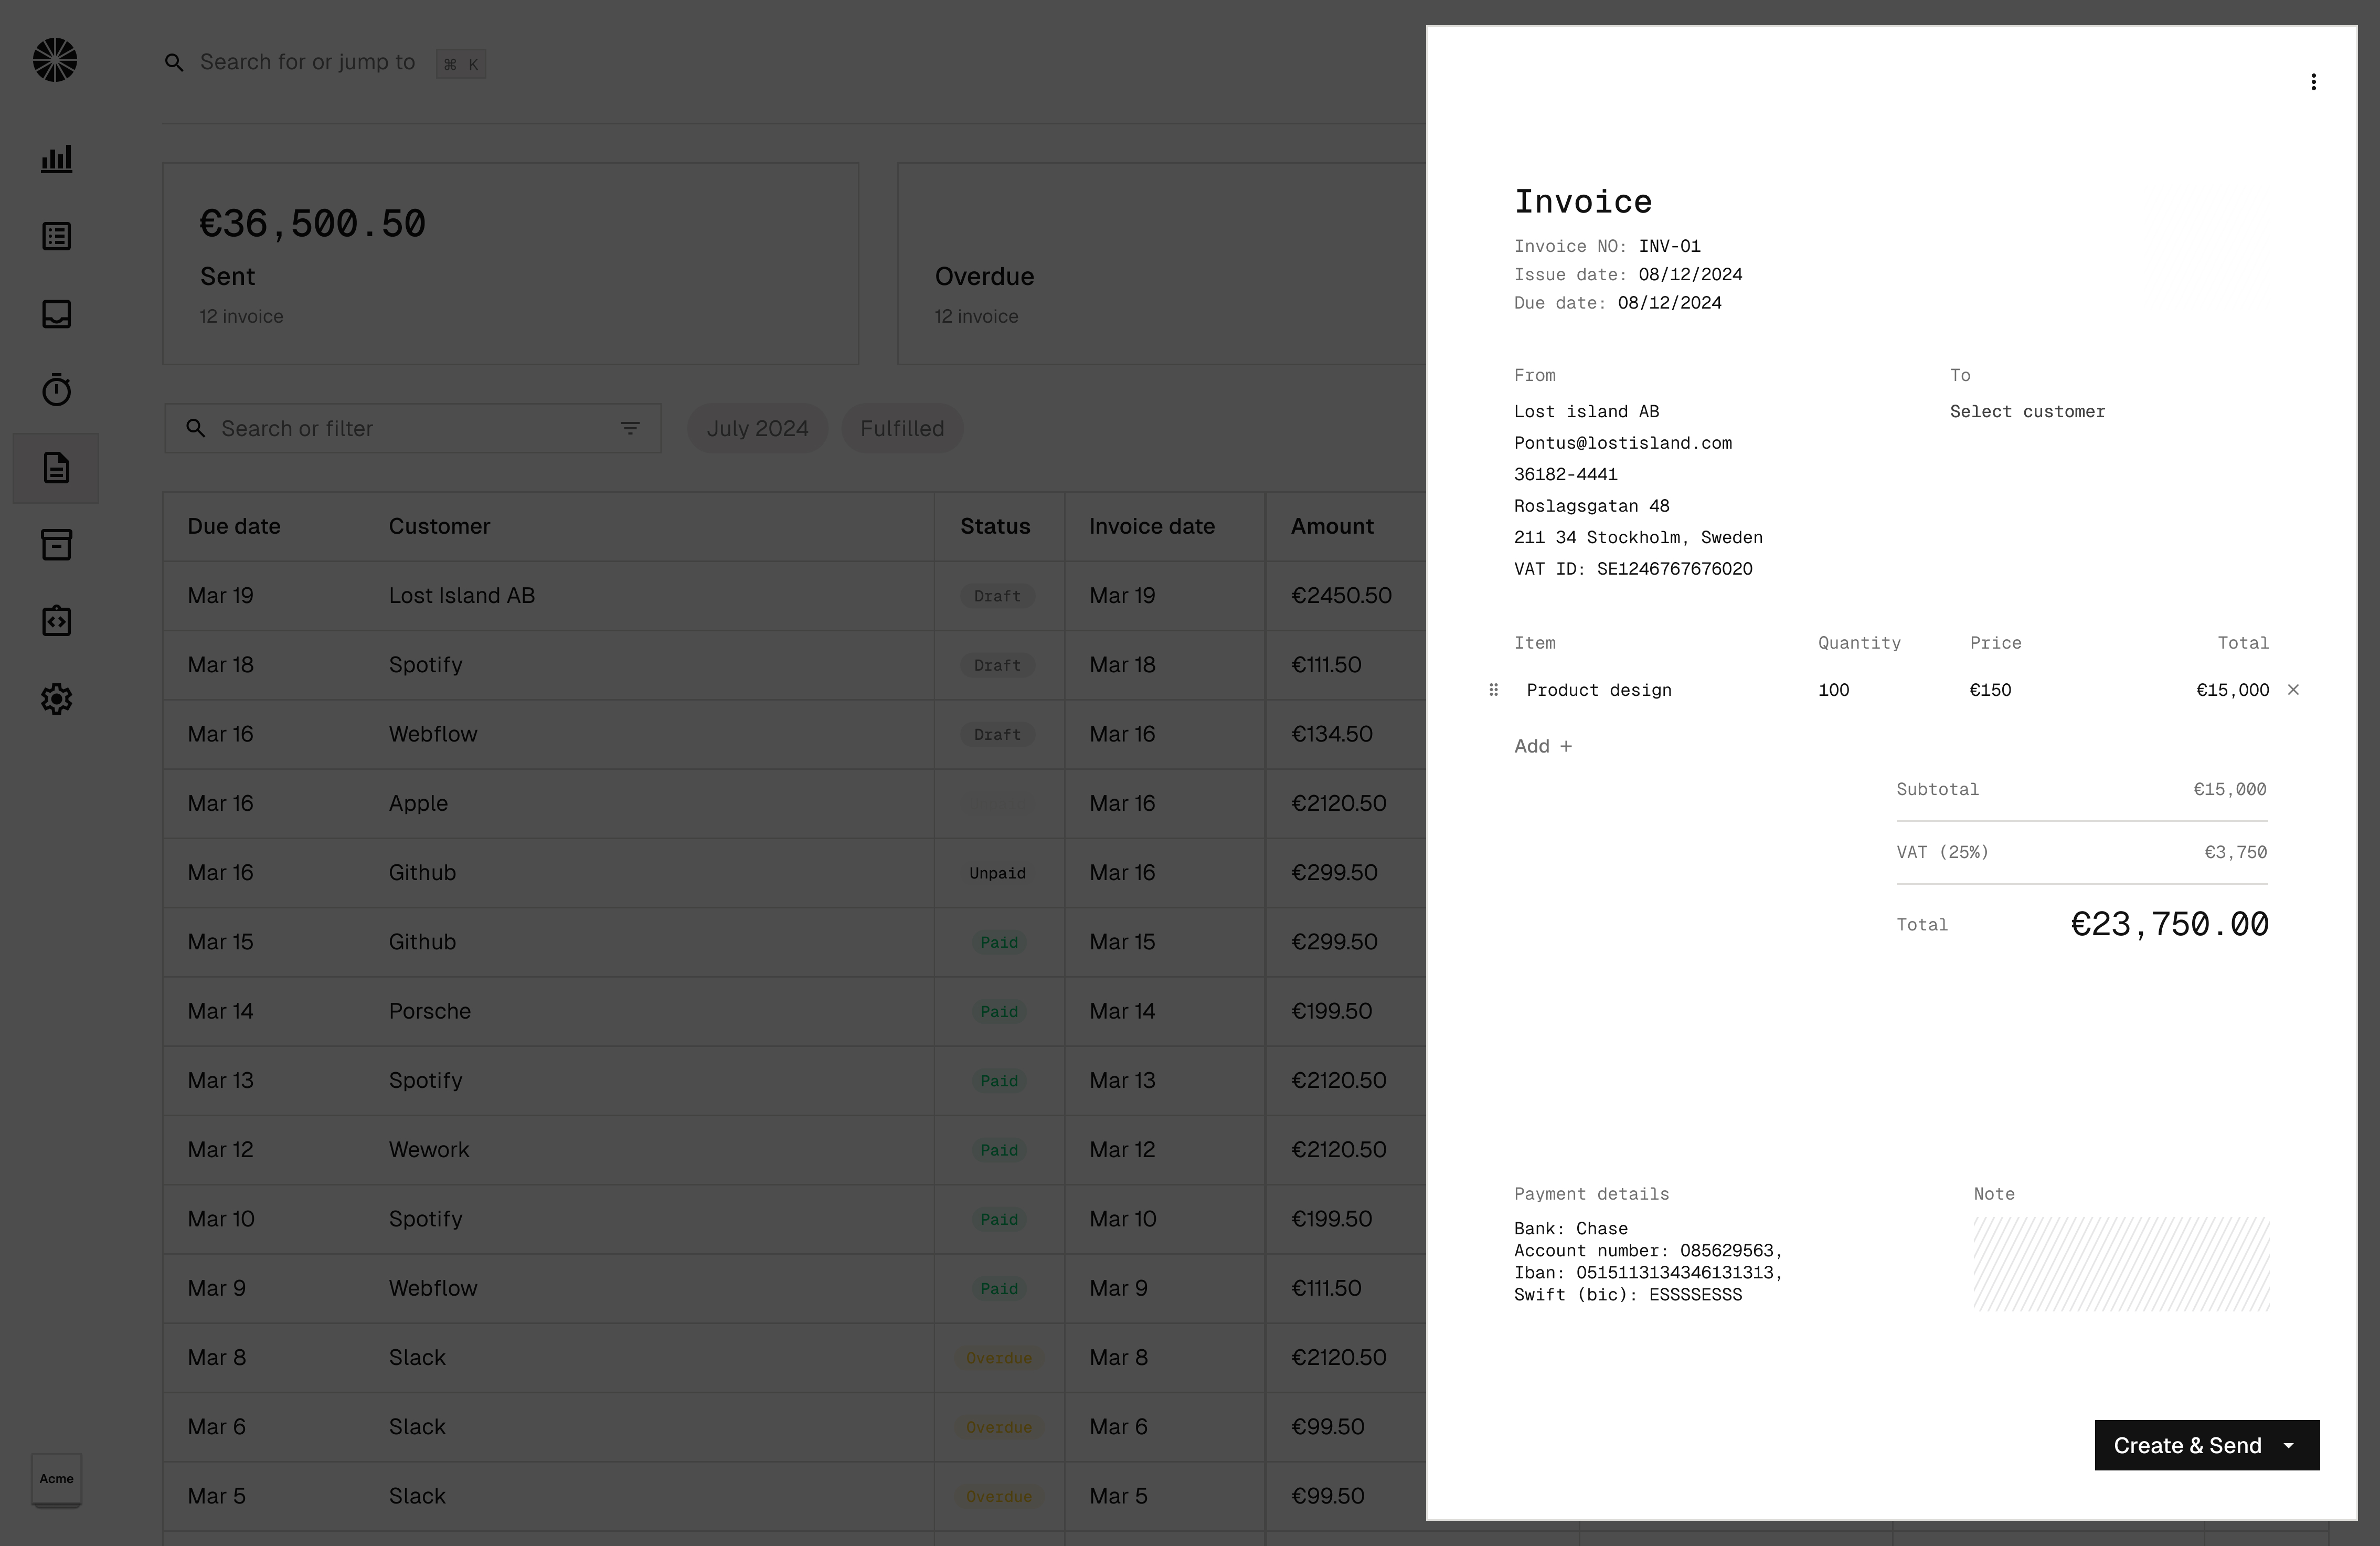 Search for or jump to ⌘ K
€36,500.50
Sent
12 invoice
Overdue
12 invoice
Search or filter
July 2024
Fulfilled
Due date Customer Status Invoice date Amount
Mar 19 Lost Island AB Draft Mar 19 €2450.50
Mar 18 Spotify Draft Mar 18 €111.50
Mar 16 Webflow Draft Mar 16 €134.50
Mar 16 Apple Mar 16 €2120.50
Mar 16 Github Unpaid Mar 16 €299.50
Mar 15 Github Paid Mar 15 €299.50
Mar 14 Porsche Paid Mar 14 €199.50
Mar 13 Spotify Paid Mar 13 €2120.50
Mar 12 Wework Paid Mar 12 €2120.50
Mar 10 Spotify Paid Mar 10 €199.50
Mar 9 Webflow Paid Mar 9 €111.50
Mar 8 Slack Overdue Mar 8 €2120.50
Mar 6 Slack Overdue Mar 6 €99.50
Mar 5 Slack Overdue Mar 5 €99.50
Acme
Invoice
Invoice NO: INV-01
Issue date: 08/12/2024
Due date: 08/12/2024
From
Lost island AB
Pontus@lostisland.com
36182-4441
Roslagsgatan 48
211 34 Stockholm, Sweden
VAT ID: SE1246767676020
To
Select customer
Item Quantity Price Total
Product design 100 €150 €15,000
Add +
Subtotal €15,000
VAT (25%) €3,750
Total €23,750.00
Payment details
Bank: Chase
Account number: 085629563,
Iban: 051511313434613​1313,
Swift (bic): ESSSSESSS
Note
Create & Send